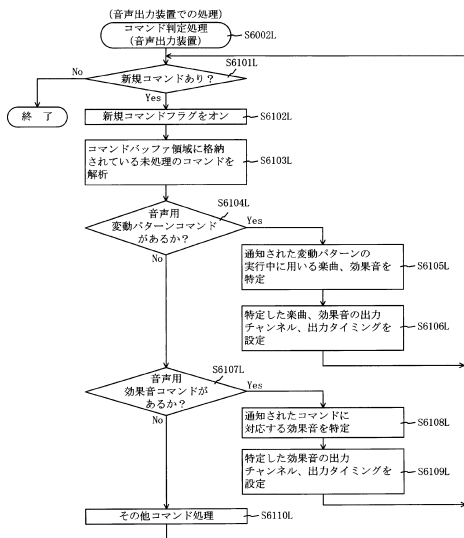 (音声出力装置での処理)
コマンド判定処理
(音声出力装置)
S6002L
S6101L
No
新規コマンドあり?
Yes
終 了
新規コマンドフラグをオン
S6102L
コマンドバッファ領域に格納
されている未処理のコマンドを
解析
S6103L
S6104L
音声用
変動パターンコマンド
があるか?
Yes
No
通知された変動パターンの
実行中に用いる楽曲、効果音を
特定
S6105L
特定した楽曲、効果音の出力
チャンネル、出力タイミングを
設定
S6106L
S6107L
音声用
効果音コマンドが
あるか?
Yes
No
通知されたコマンドに
対応する効果音を特定
S6108L
特定した効果音の出力
チャンネル、出力タイミングを
設定
S6109L
その他コマンド処理
S6110L